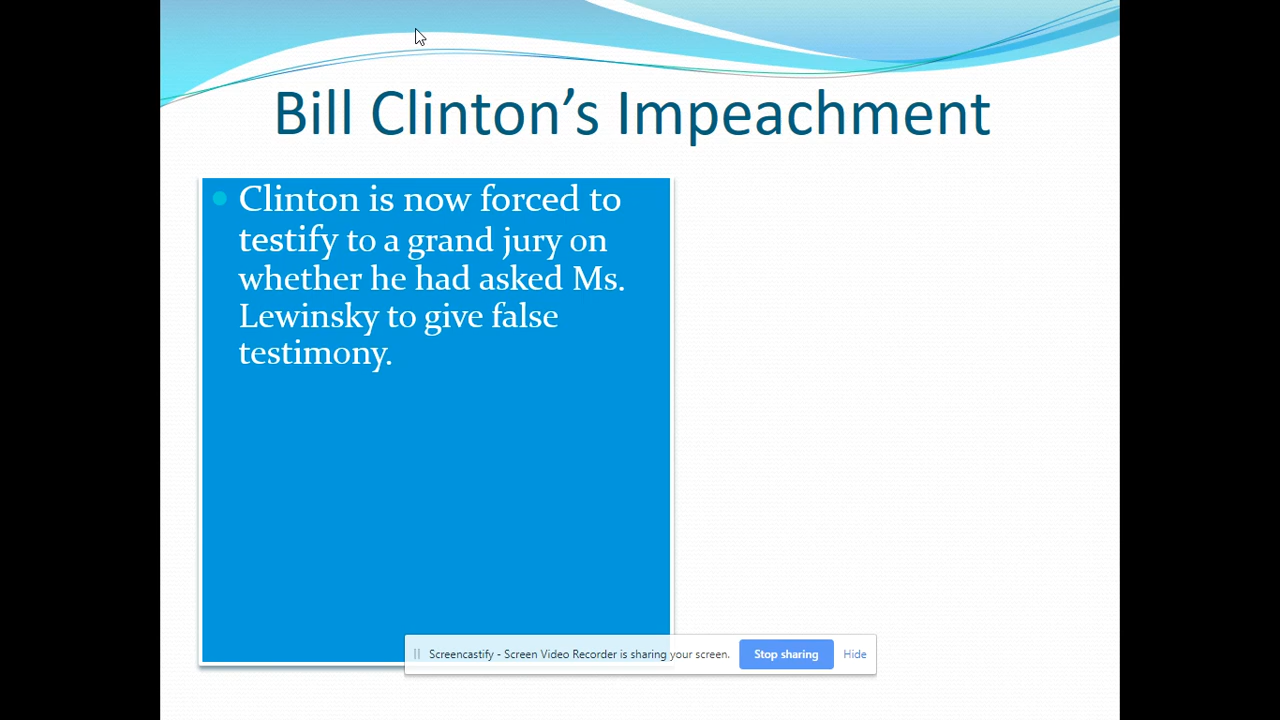 Bill Clinton’s Impeachment
Clinton is now forced to
testify to a grand jury on
whether he had asked Ms.
Lewinsky to give false
testimony.
Screencastify - Screen Video Recorder is sharing your screen. Stop sharing Hide